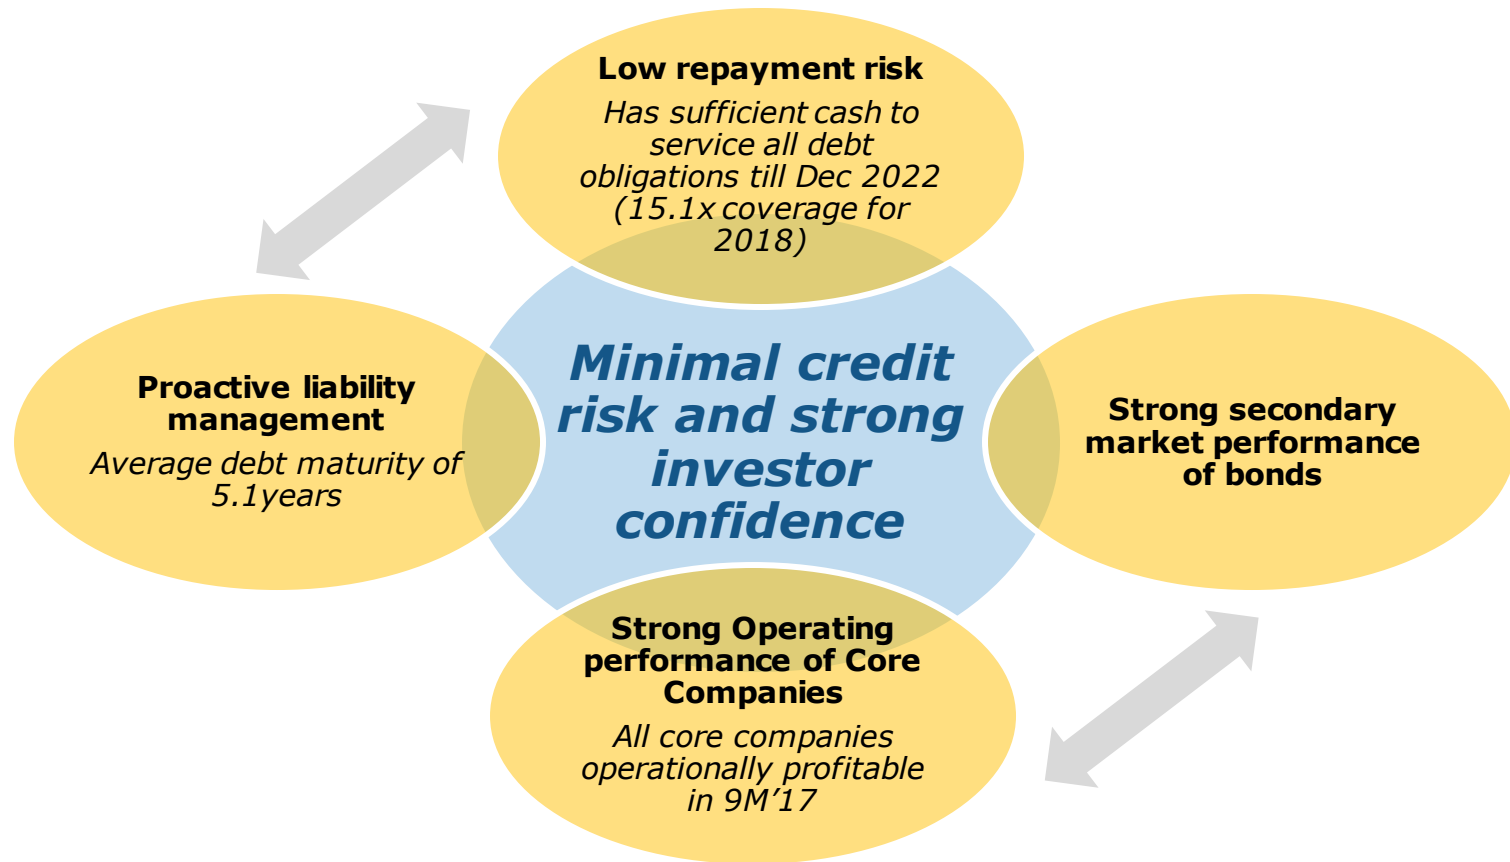 Low repayment risk
Has sufficient cash to
service all debt
obligations till Dec 2022
(15.1x coverage for
2018)
Proactive liability
management
Average debt maturity of
5.1years
Minimal credit
risk and strong
investor
confidence
Strong secondary
market performance
of bonds
Strong Operating
performance of Core
Companies
All core companies
operationally profitable
in 9M’17